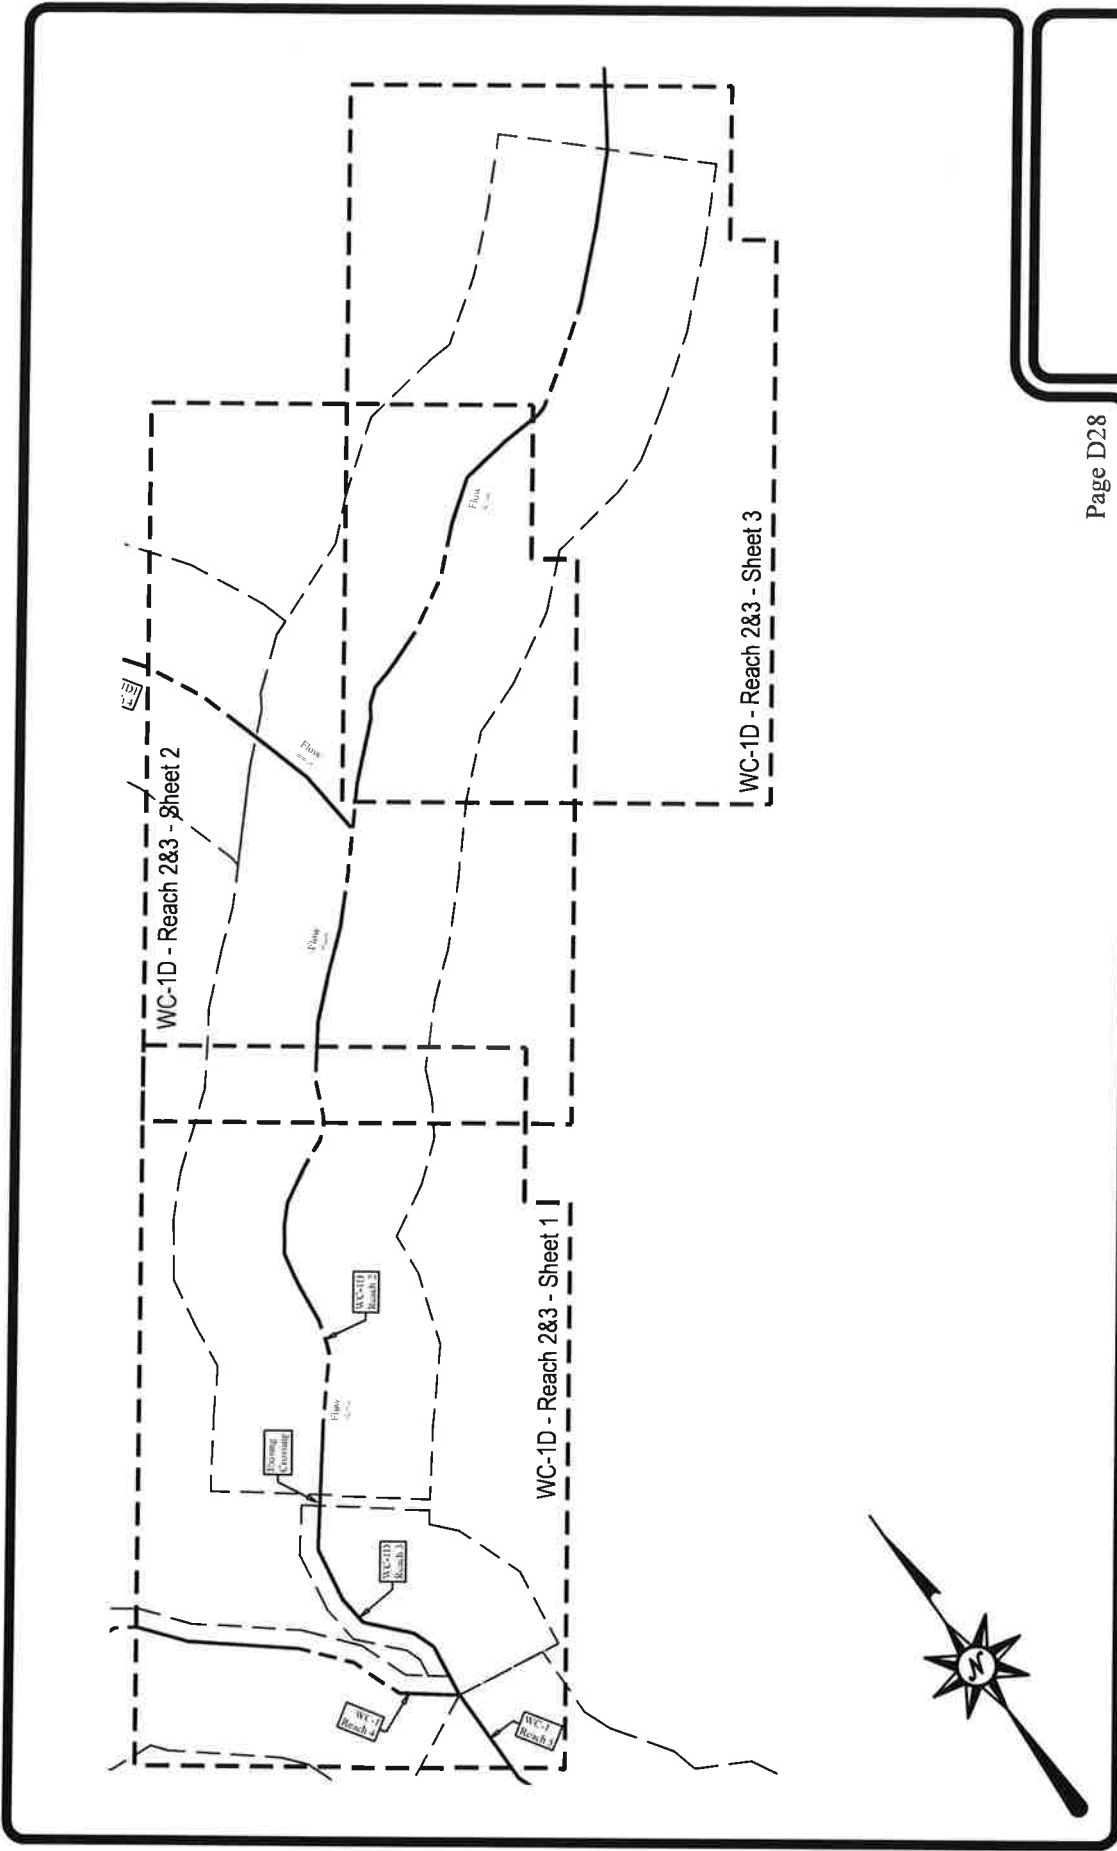 WC-1D - Reach 2&3 - Sheet 1
WC-1D - Reach 2&3 - Sheet 2
WC-1D - Reach 2&3 - Sheet 3
WC-1
Reach 4
WC-1
Reach 5
WC-1D
Reach 3
Crossing
Flow
WC-1D
Reach 2
Flow
Flow
Flow
N
Page D28